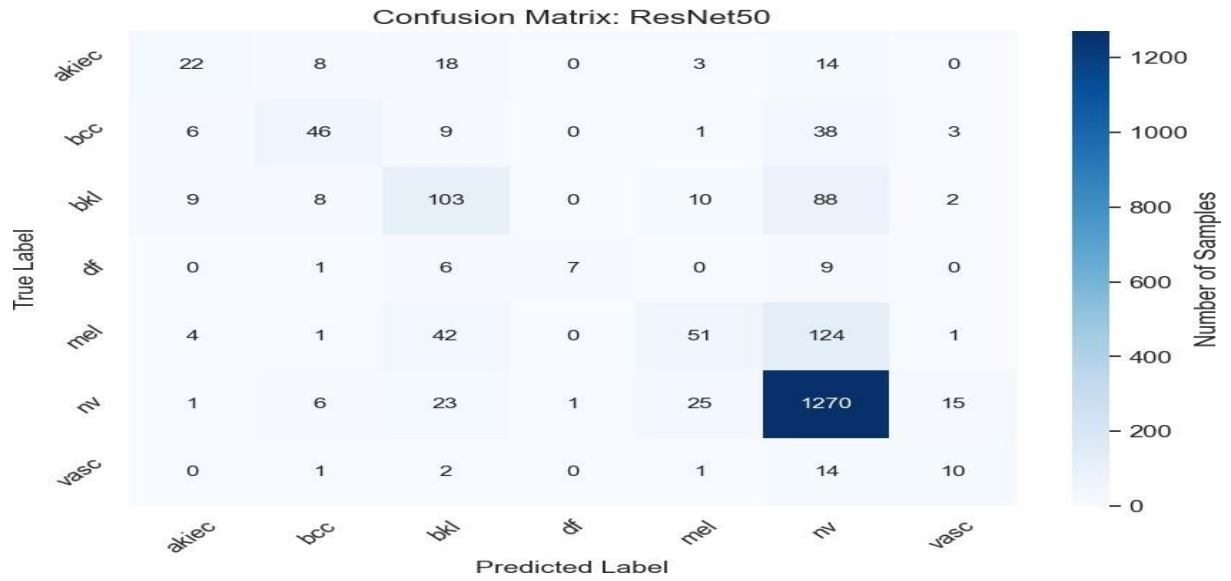 Confusion Matrix: ResNet50
True Label
akiec 22 8 18 0 3 14 0
bcc 6 46 9 0 1 38 3
bkl 9 8 103 0 10 88 2
df 0 1 6 7 0 9 0
mel 4 1 42 0 51 124 1
nv 1 6 23 1 25 1270 15
vasc 0 1 2 0 1 14 10
akiec bcc bkl df mel nv vasc
Predicted Label
1200
1000
800
600
400
200
0
Number of Samples